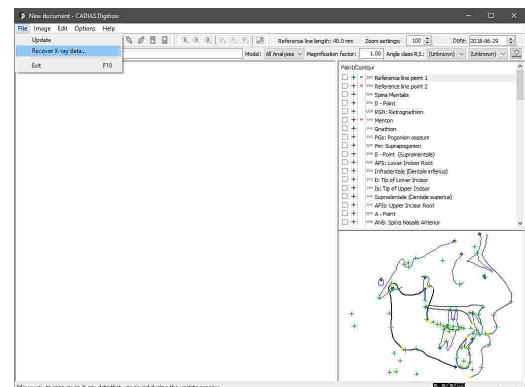 New document - CADIAS Digitizer
File Image Edit Options Help
Update
Recover X-ray data...
Exit F10
Reference line length: 40.0 mm Zoom settings: 100 Date: 2018-06-29
Model: All Analyses Magnification factor: 1.00 Angle class R/L: (Unknown) (Unknown)
Point/Contour
Reference line point 1
Reference line point 2
Spina Mentalis
D - Point
RGN: Retrognathion
Menton
Gnathion
PGo: Pogonion osseum
Pm: Suprapogonion
B - Point (Supramentale)
API: Lower Incisor Root
Infradentale (Dentale inferius)
Ii: Tip of Lower Incisor
Is: Tip of Upper Incisor
Supradentale (Dentale superius)
APIs: Upper Incisor Root
A - Point
ANS: Spina Nasalis Anterior